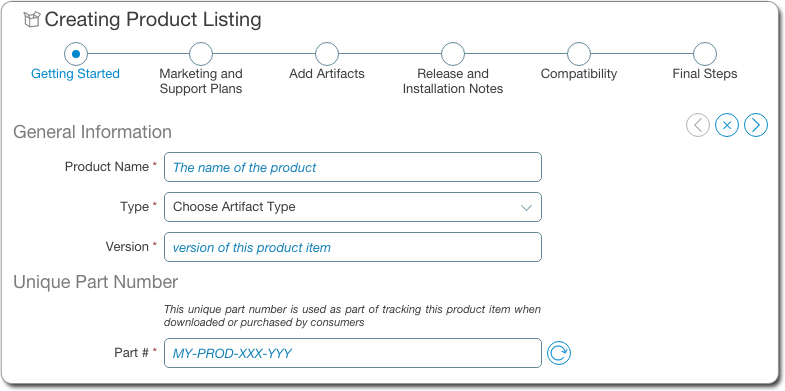 Creating Product Listing
Getting Started
Marketing and
Support Plans
Add Artifacts
Release and
Installation Notes
Compatibility
Final Steps
General Information
Product Name *
The name of the product
Type *
Choose Artifact Type
Version *
version of this product item
Unique Part Number
This unique part number is used as part of tracking this product item when
downloaded or purchased by consumers
Part # *
MY-PROD-XXX-YYY